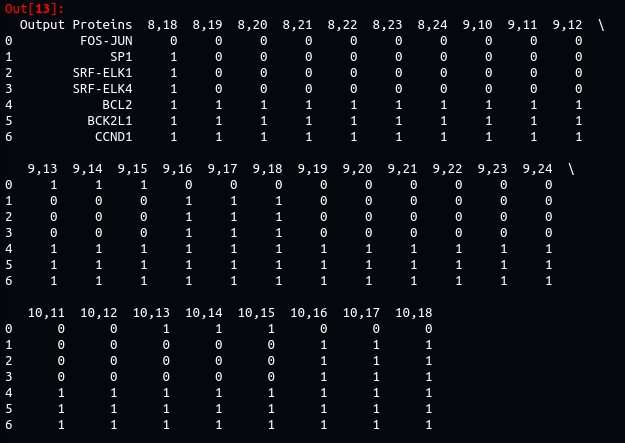 Out[13]:
Output Proteins 8,18 8,19 8,20 8,21 8,22 8,23 8,24 9,10 9,11 9,12 \
0 FOS-JUN 0 0 0 0 0 0 0 0 0 0
1 SP1 1 0 0 0 0 0 0 0 0 0
2 SRF-ELK1 1 0 0 0 0 0 0 0 0 0
3 SRF-ELK4 1 0 0 0 0 0 0 0 0 0
4 BCL2 1 1 1 1 1 1 1 1 1 1
5 BCK2L1 1 1 1 1 1 1 1 1 1 1
6 CCND1 1 1 1 1 1 1 1 1 1 1
9,13 9,14 9,15 9,16 9,17 9,18 9,19 9,20 9,21 9,22 9,23 9,24 \
0 1 1 1 0 0 0 0 0 0 0 0 0
1 0 0 0 1 1 1 0 0 0 0 0 0
2 0 0 0 1 1 1 0 0 0 0 0 0
3 0 0 0 1 1 1 0 0 0 0 0 0
4 1 1 1 1 1 1 1 1 1 1 1 1
5 1 1 1 1 1 1 1 1 1 1 1 1
6 1 1 1 1 1 1 1 1 1 1 1 1
10,11 10,12 10,13 10,14 10,15 10,16 10,17 10,18
0 0 0 1 1 1 0 0 0
1 0 0 0 0 0 1 1 1
2 0 0 0 0 0 1 1 1
3 0 0 0 0 0 1 1 1
4 1 1 1 1 1 1 1 1
5 1 1 1 1 1 1 1 1
6 1 1 1 1 1 1 1 1